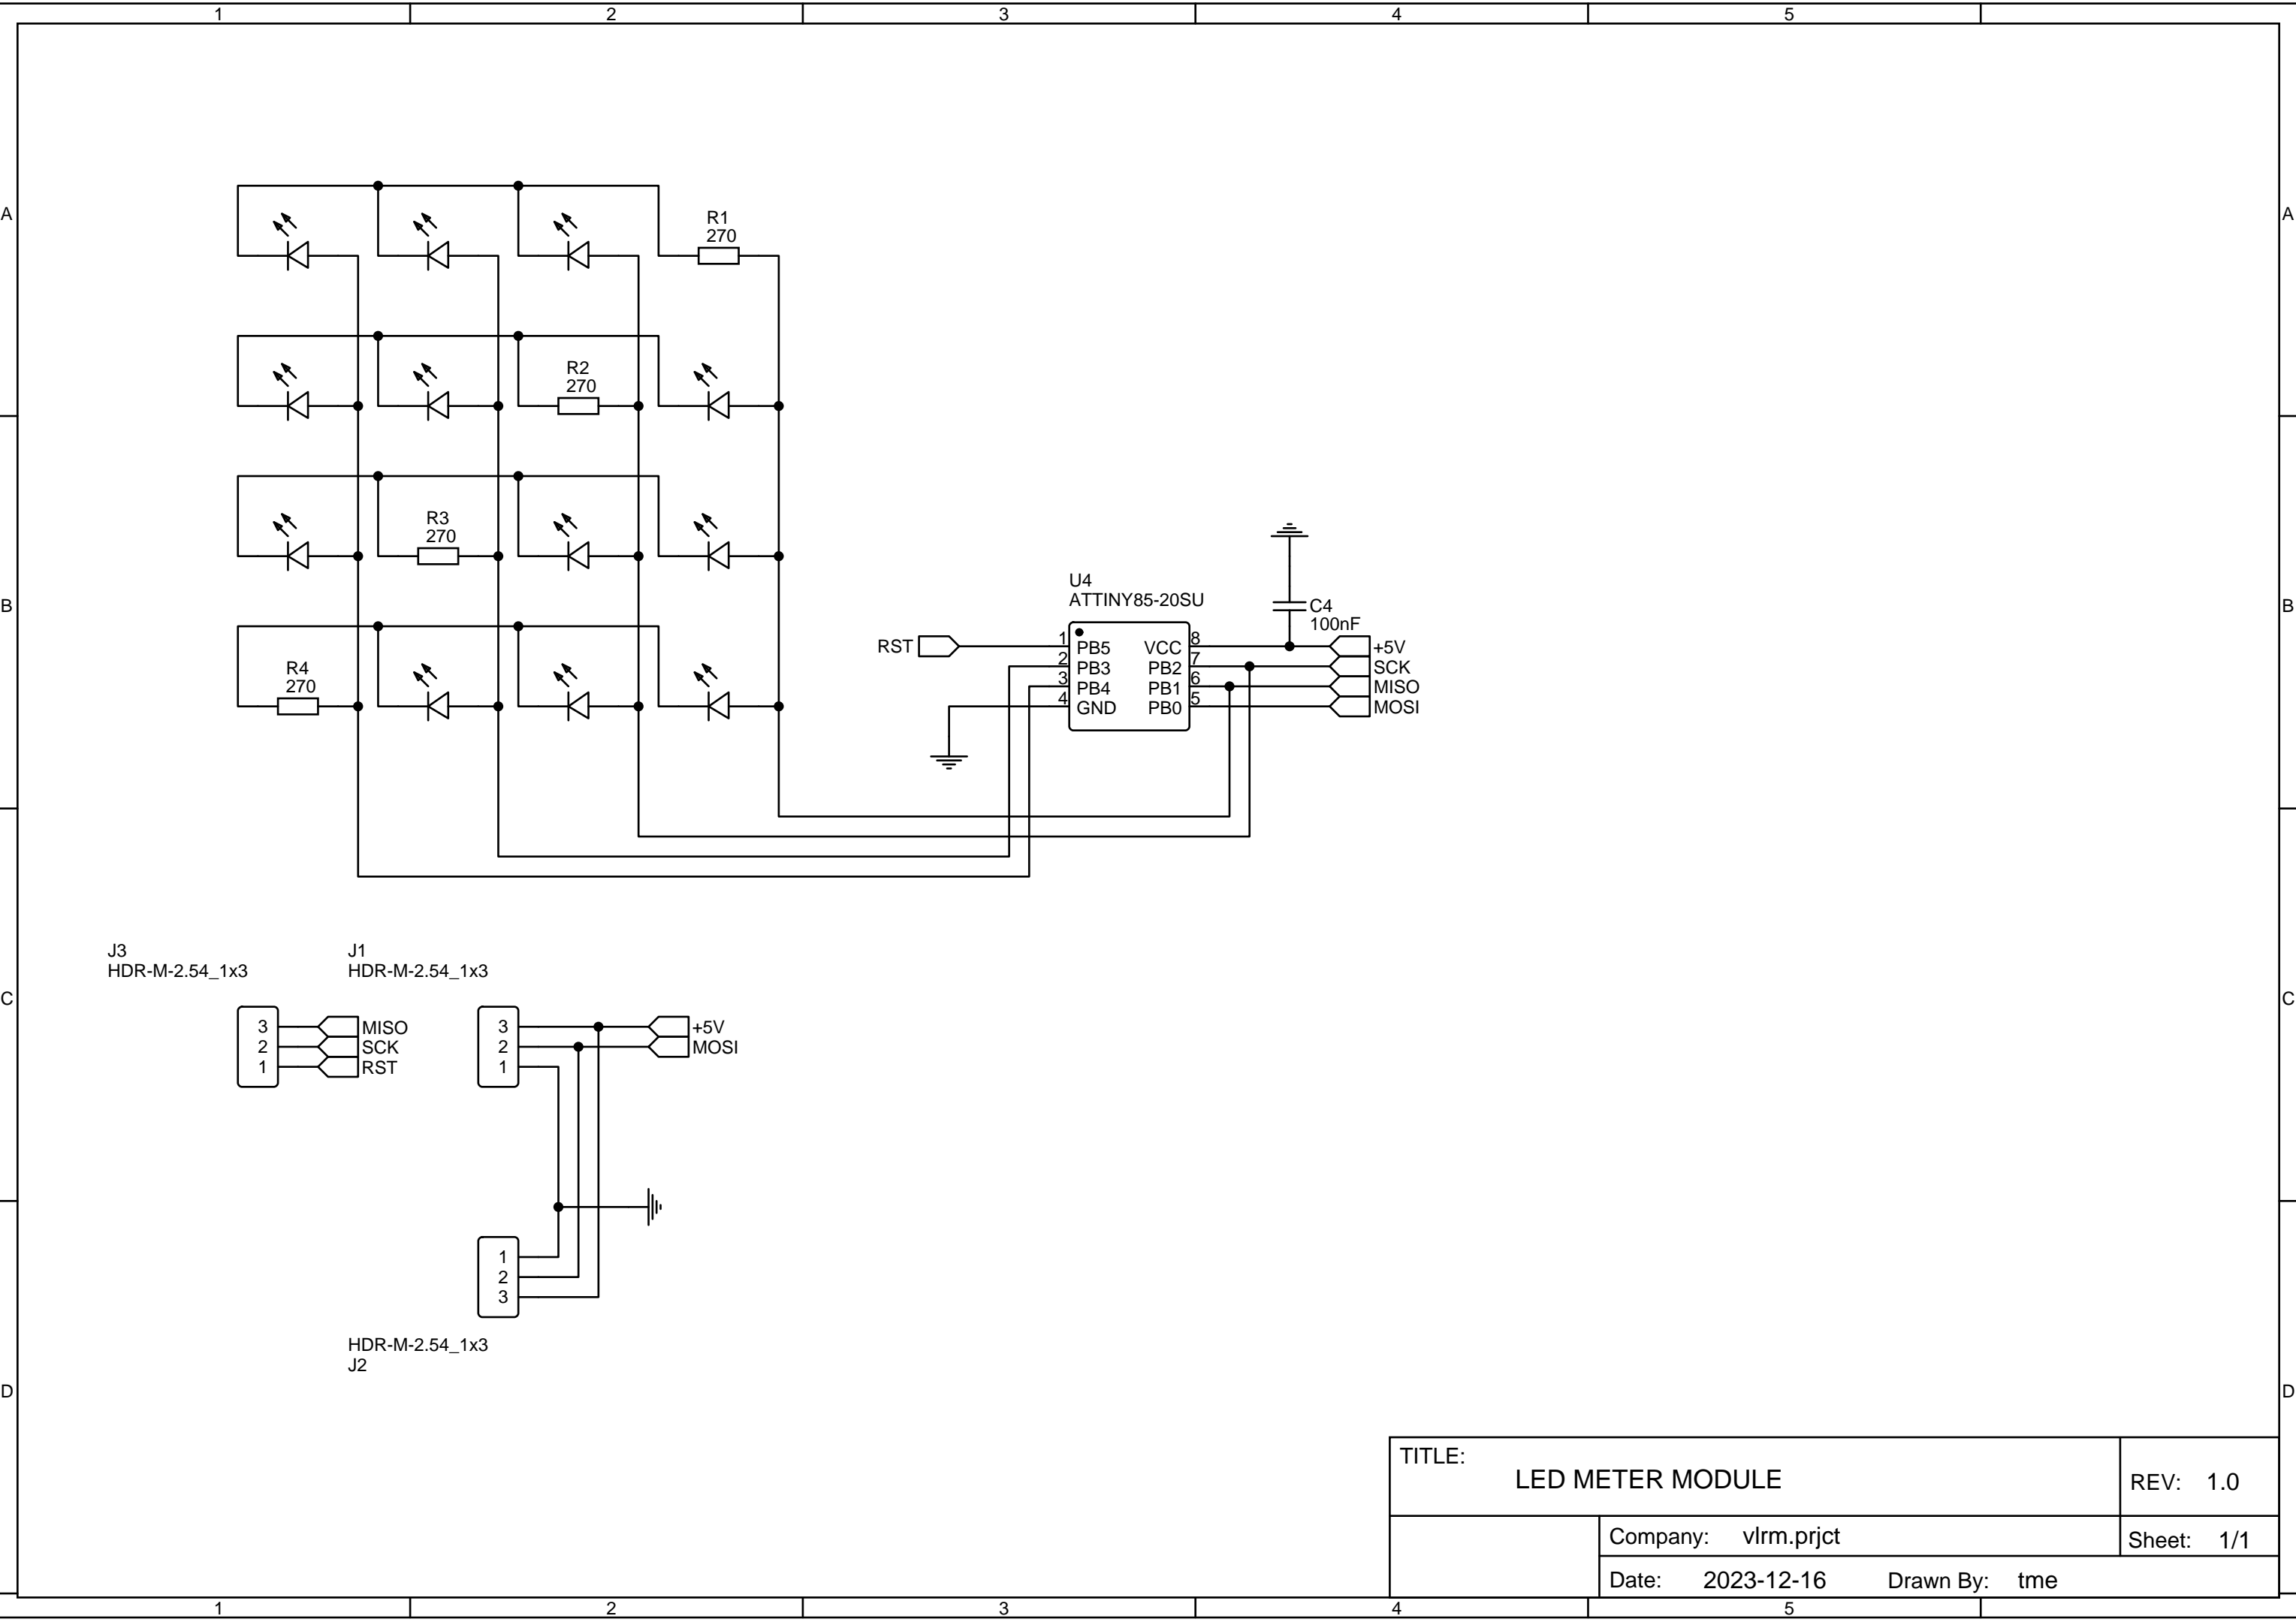 1 2 3 4 5
A A
R1
270
R2
270
R3
270
B B
U4
ATTINY85-20SU
C4
100nF
RST 1 PB5 VCC 8 +5V
2 PB3 PB2 7 SCK
3 PB4 PB1 6 MISO
4 GND PB0 5 MOSI
R4
270
J3
HDR-M-2.54_1x3
J1
HDR-M-2.54_1x3
C C
3 MISO
2 SCK
1 RST
3 +5V
2 MOSI
1
1
2
3
HDR-M-2.54_1x3
J2
D D
TITLE:
LED METER MODULE
REV: 1.0
Company: vlrm.prjct
Sheet: 1/1
Date: 2023-12-16 Drawn By: tme
1 2 3 4 5